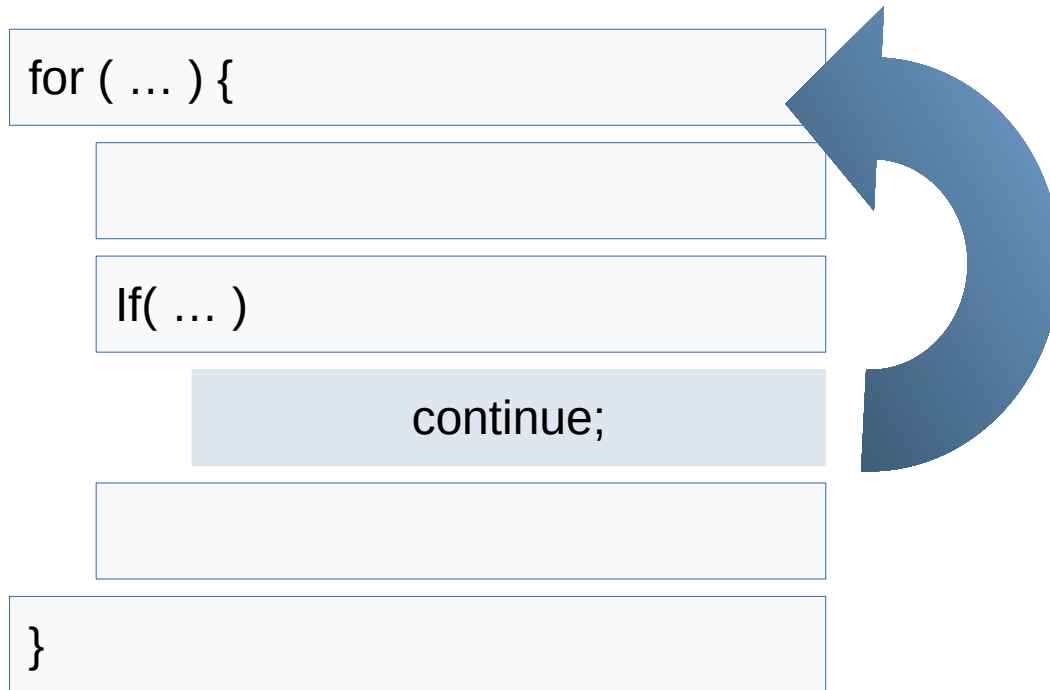 for ( … ) {
If( … )
continue;
}